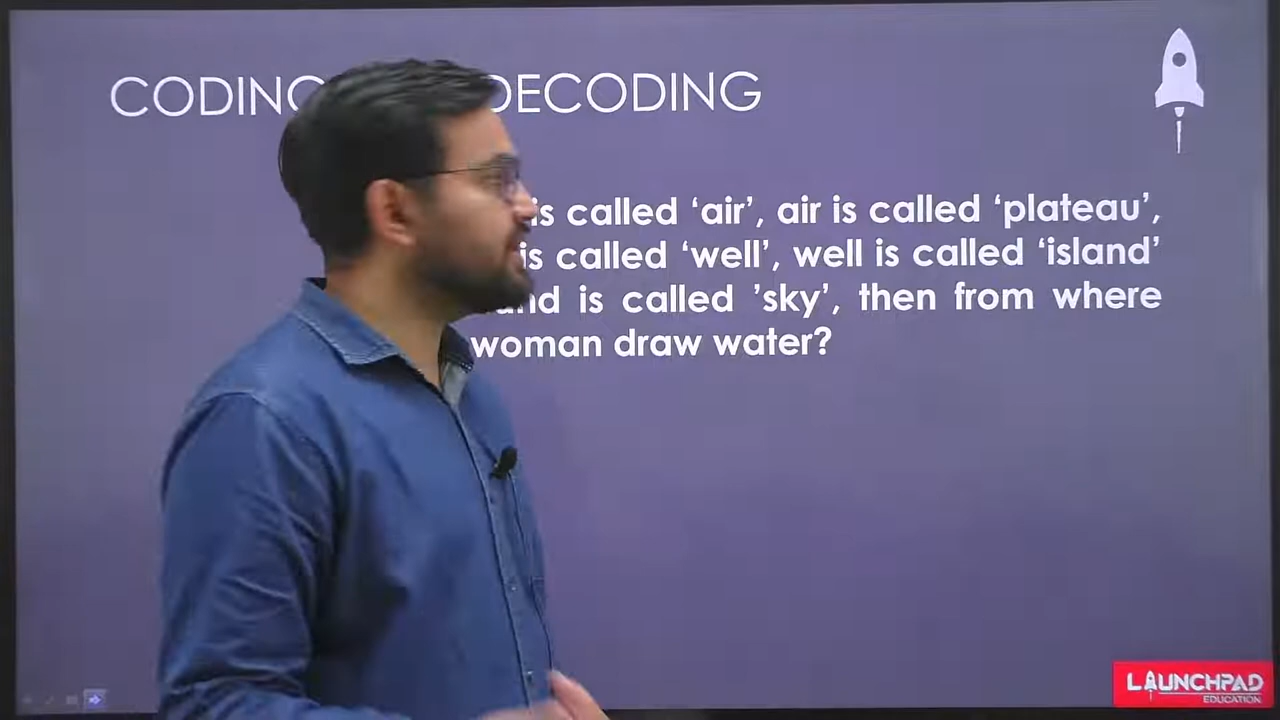 CODING DECODING
is called ‘air’, air is called ‘plateau’,
is called ‘well’, well is called ‘island’
is called ’sky’, then from where
woman draw water?
LAUNCHPAD
EDUCATION